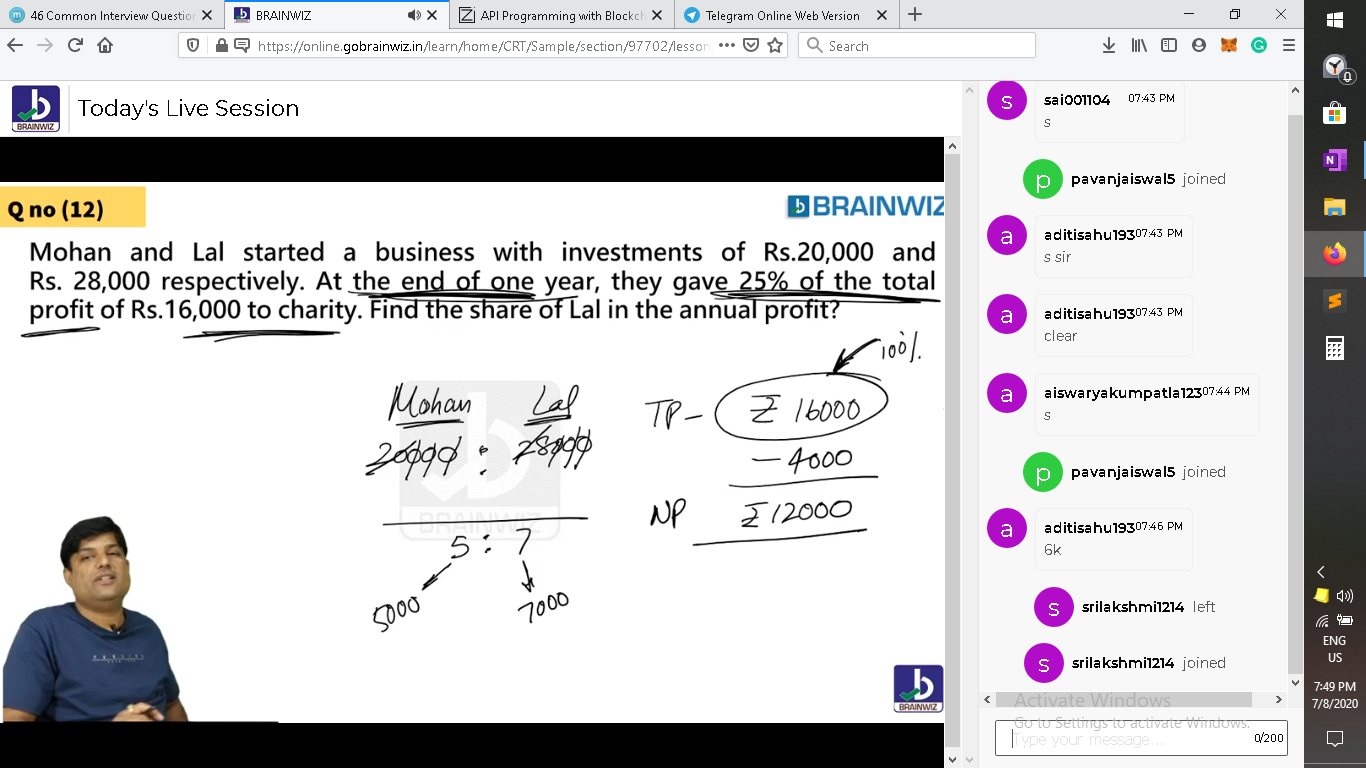 46 Common Interview Question
BRAINWIZ
API Programming with Blockch
Telegram Online Web Version
https://online.gobrainwiz.in/learn/home/CRT/Sample/section/97702/lesson
Search
BRAINWIZ
Today's Live Session
Q no (12)
BRAINWIZ
Mohan and Lal started a business with investments of Rs.20,000 and
Rs. 28,000 respectively. At the end of one year, they gave 25% of the total
profit of Rs.16,000 to charity. Find the share of Lal in the annual profit?
100%
Mohan Lal
TP - ₹ 16000
20000 : 28000
- 4000
NP ₹ 12000
BRAINWIZ
5 : 7
5000 7000
BRAINWIZ
s sai001104 07:43 PM
s
p pavanjaiswal5 joined
a aditisahu193 07:43 PM
s sir
a aditisahu193 07:43 PM
clear
a aiswaryakumpatla123 07:44 PM
s
p pavanjaiswal5 joined
a aditisahu193 07:46 PM
6k
s srilakshmi1214 left
s srilakshmi1214 joined
Activate Windows
Go to Settings to activate Windows.
Type your message... 0/200
0
N
ENG
US
7:49 PM
7/8/2020